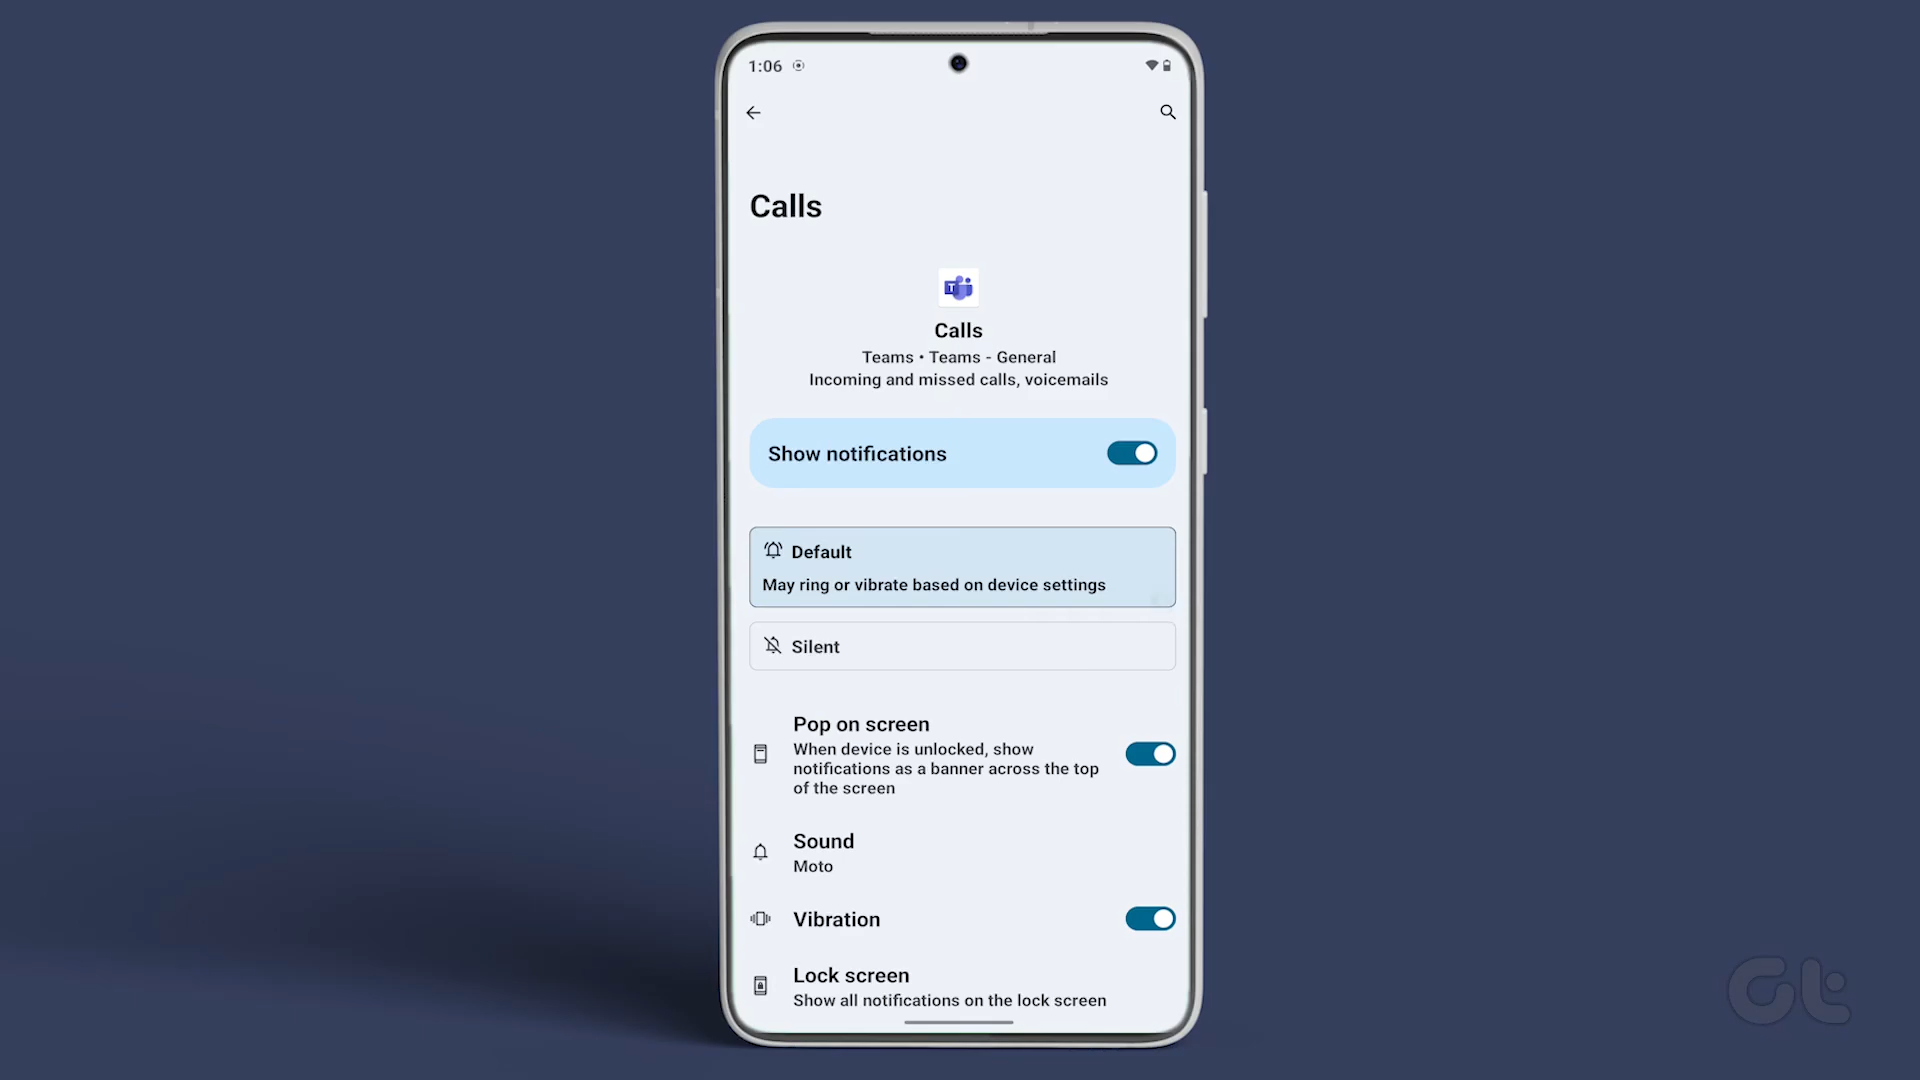 1:06
Calls
T
Calls
Teams • Teams - General
Incoming and missed calls, voicemails
Show notifications
Default
May ring or vibrate based on device settings
Silent
Pop on screen
When device is unlocked, show
notifications as a banner across the top
of the screen
Sound
Moto
Vibration
Lock screen
Show all notifications on the lock screen
Gt